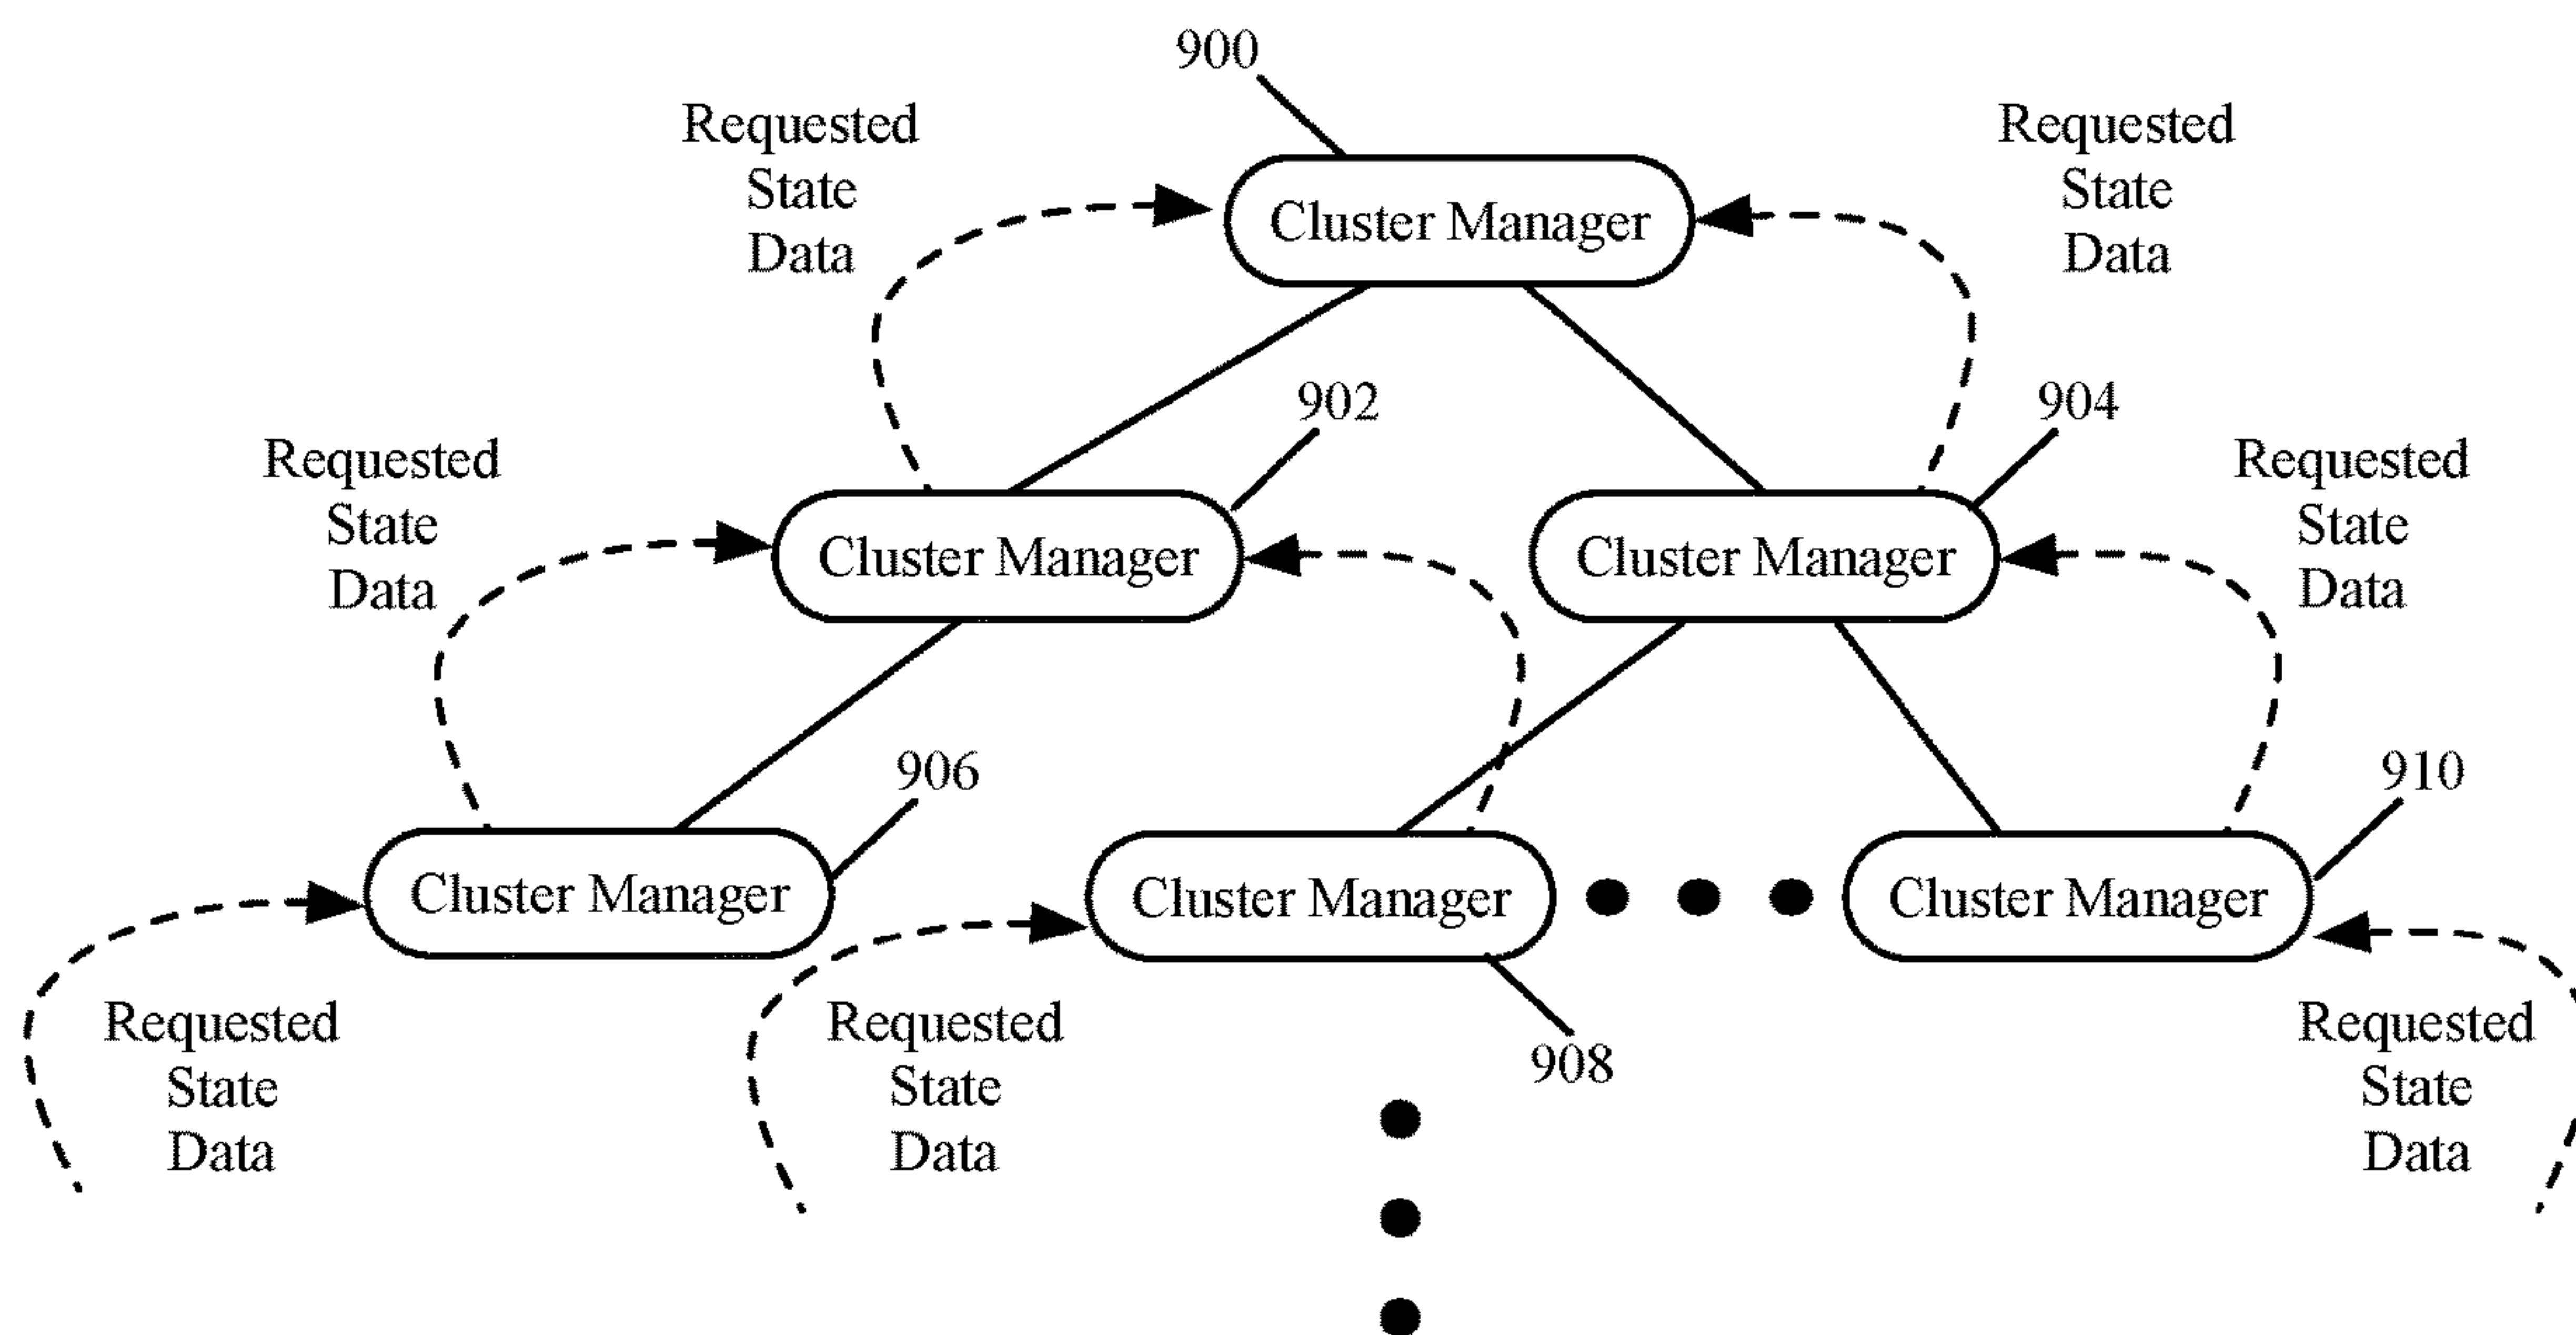 900
Requested
State
Data
Requested
State
Data
Cluster Manager
902
904
Requested
State
Data
Requested
State
Data
Cluster Manager
Cluster Manager
906
910
Cluster Manager
Cluster Manager
Cluster Manager
Requested
State
Data
Requested
State
Data
908
Requested
State
Data